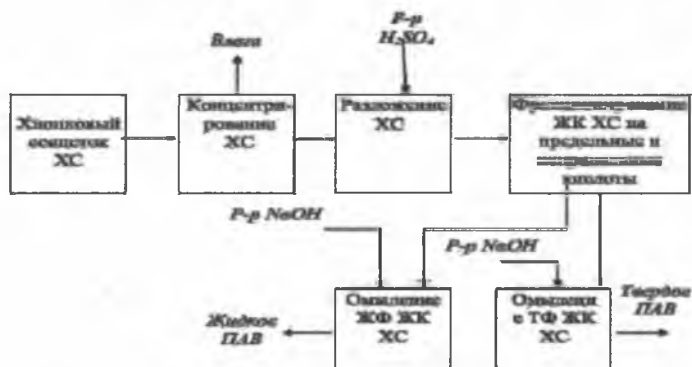 Р-р
H₂SO₄
Влага
Хлопковый
соапсток
ХС
Концентри-
рование
ХС
Разложение
ХС
ЖК ХС на
предельные и
кислоты
Р-р NaOH
Р-р NaOH
Омыление
ЖФ ЖК
ХС
Омылени
е ТФ ЖК
ХС
Жидкое
ПАВ
Твердое
ПАВ